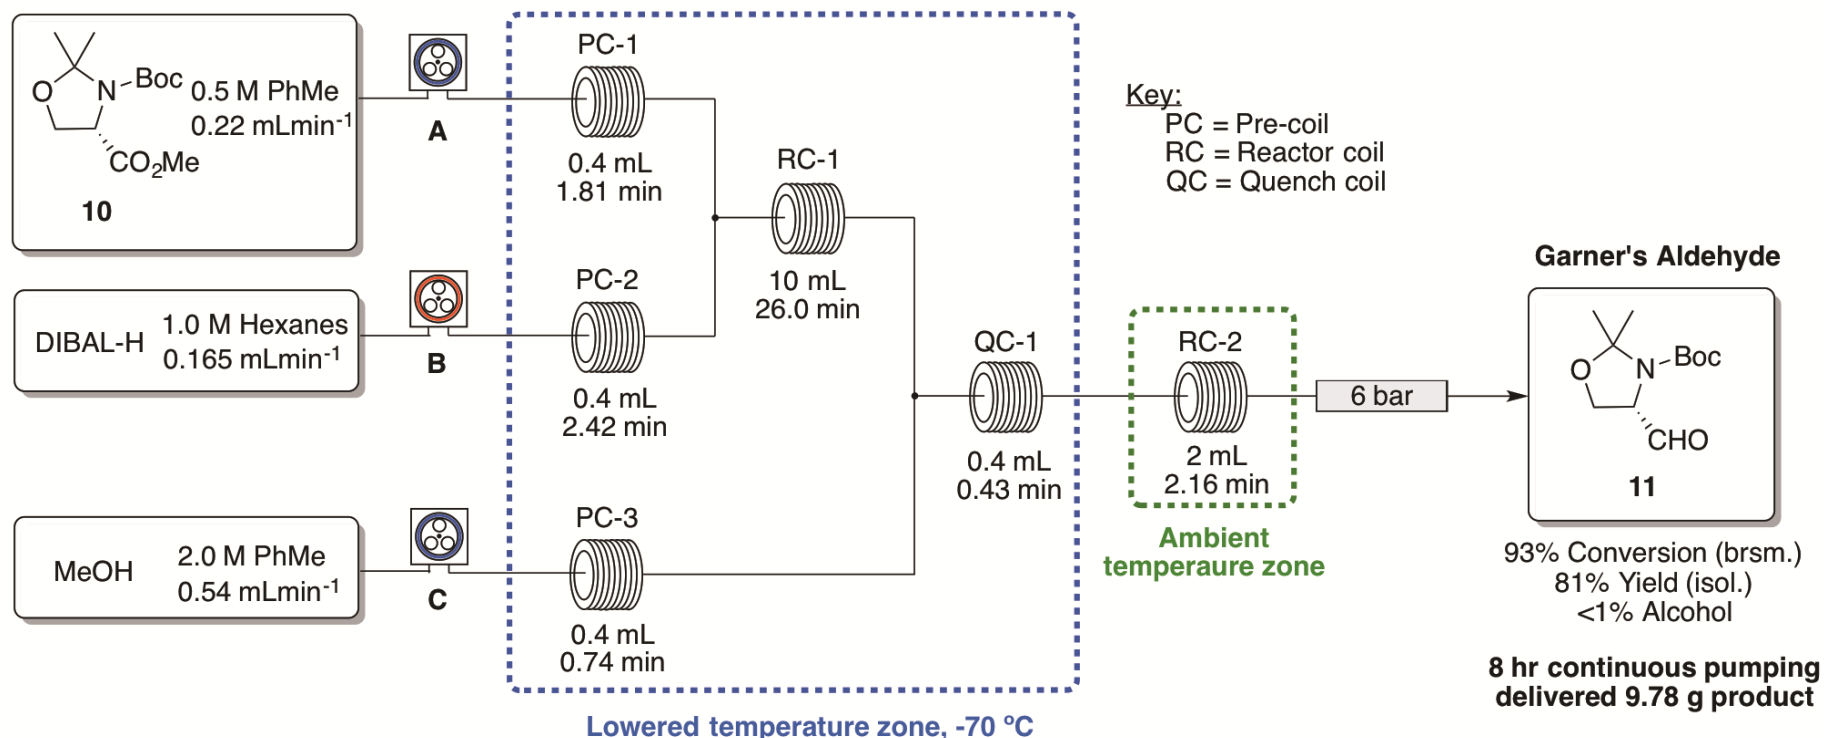 O
N
Boc
CO2Me
10
0.5 M PhMe
0.22 mLmin-1
A
DIBAL-H
1.0 M Hexanes
0.165 mLmin-1
B
MeOH
2.0 M PhMe
0.54 mLmin-1
C
PC-1
0.4 mL
1.81 min
PC-2
0.4 mL
2.42 min
PC-3
0.4 mL
0.74 min
RC-1
10 mL
26.0 min
QC-1
0.4 mL
0.43 min
Lowered temperature zone, -70 ºC
Key:
PC = Pre-coil
RC = Reactor coil
QC = Quench coil
RC-2
2 mL
2.16 min
Ambient
temperaure zone
6 bar
Garner's Aldehyde
O
N
Boc
CHO
11
93% Conversion (brsm.)
81% Yield (isol.)
<1% Alcohol
8 hr continuous pumping
delivered 9.78 g product